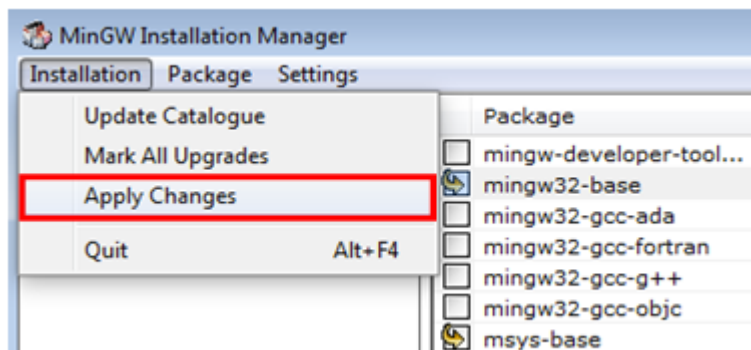 MinGW Installation Manager
Installation Package Settings
Update Catalogue
Mark All Upgrades
Apply Changes
Quit Alt+F4
Package
mingw-developer-tool...
mingw32-base
mingw32-gcc-ada
mingw32-gcc-fortran
mingw32-gcc-g++
mingw32-gcc-objc
msys-base